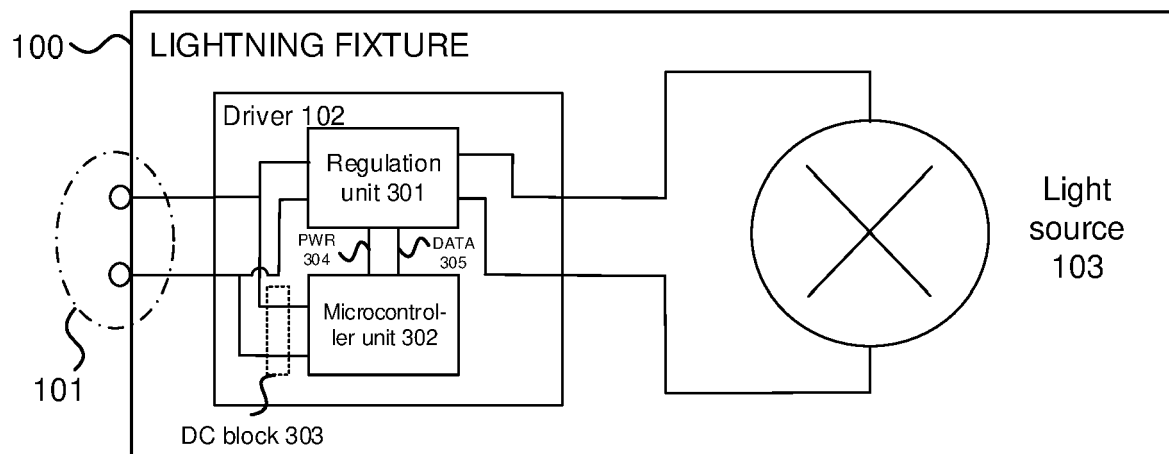 100
LIGHTNING FIXTURE
Driver 102
Regulation
unit 301
PWR
304
DATA
305
Microcontrol-
ler unit 302
Light
source
103
101
DC block 303